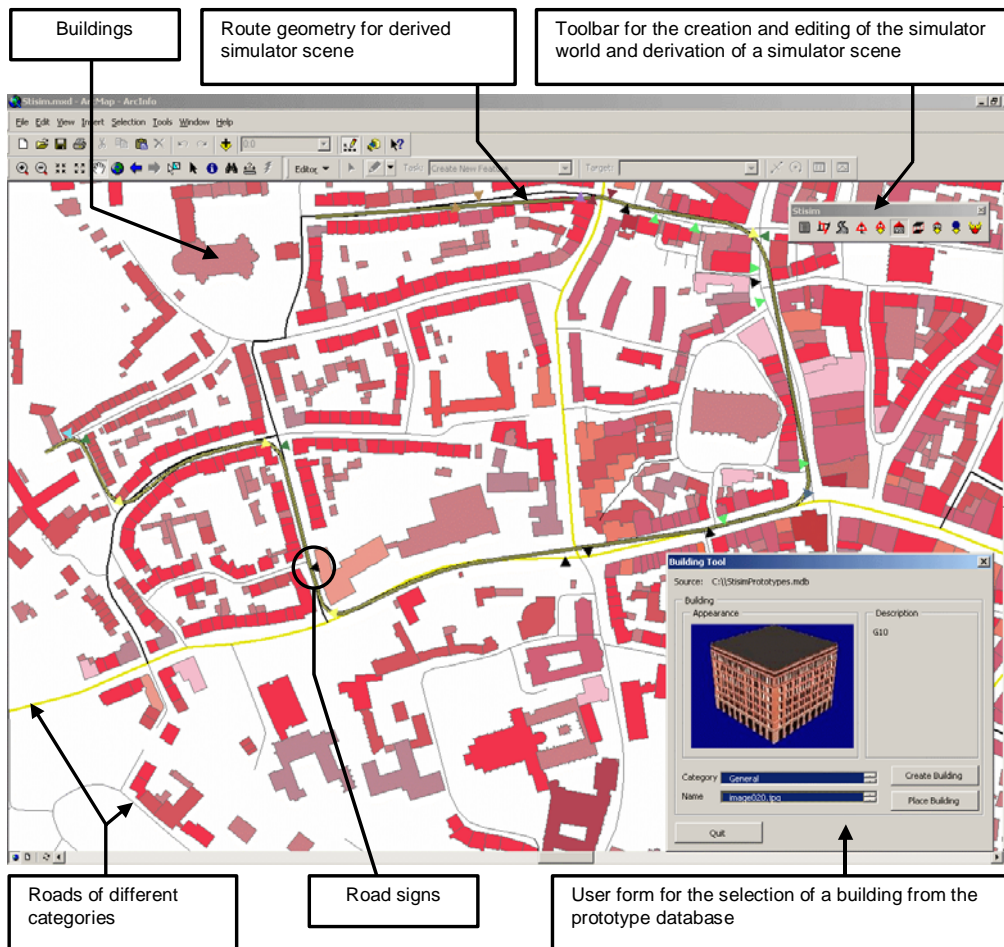 Buildings
Route geometry for derived
simulator scene
Toolbar for the creation and editing of the simulator
world and derivation of a simulator scene
Stisim.mxd - ArcMap - ArcInfo
File Edit View Insert Selection Tools Window Help
0:0
Editor Task: Create New Feature Target:
Stisim
Building Tool
Source: C:\\StisimPrototypes.mdb
Building
Appearance
Description
G10
Category General
Create Building
Name image020.jpg
Place Building
Quit
Roads of different
categories
Road signs
User form for the selection of a building from the
prototype database